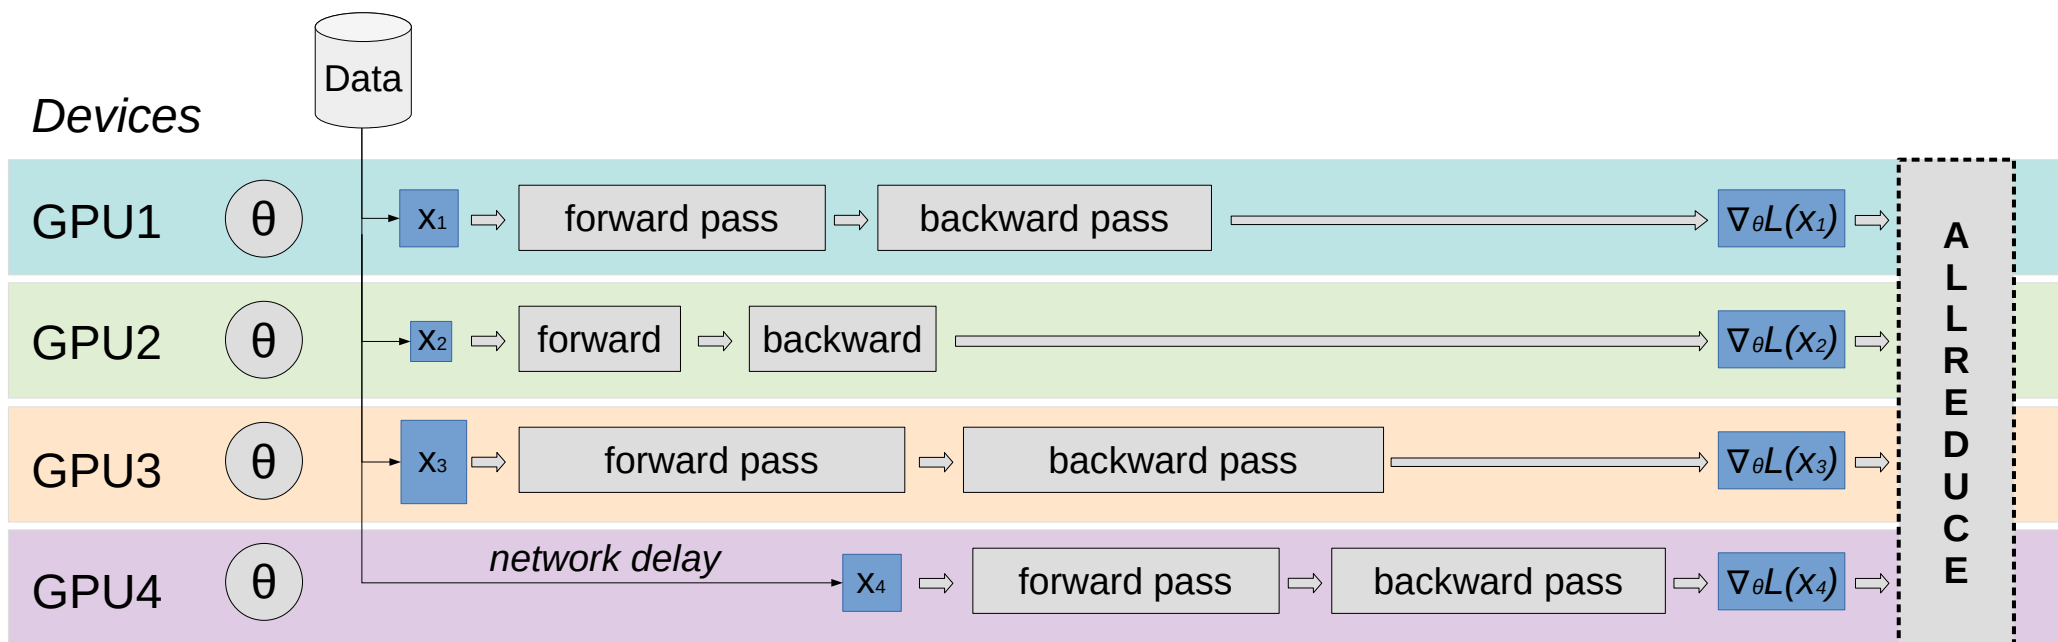 Data
Devices
GPU1 θ x₁ forward pass backward pass ∇θL(x₁)
GPU2 θ x₂ forward backward ∇θL(x₂)
GPU3 θ x₃ forward pass backward pass ∇θL(x₃)
network delay
GPU4 θ x₄ forward pass backward pass ∇θL(x₄)
ALLREDUCE